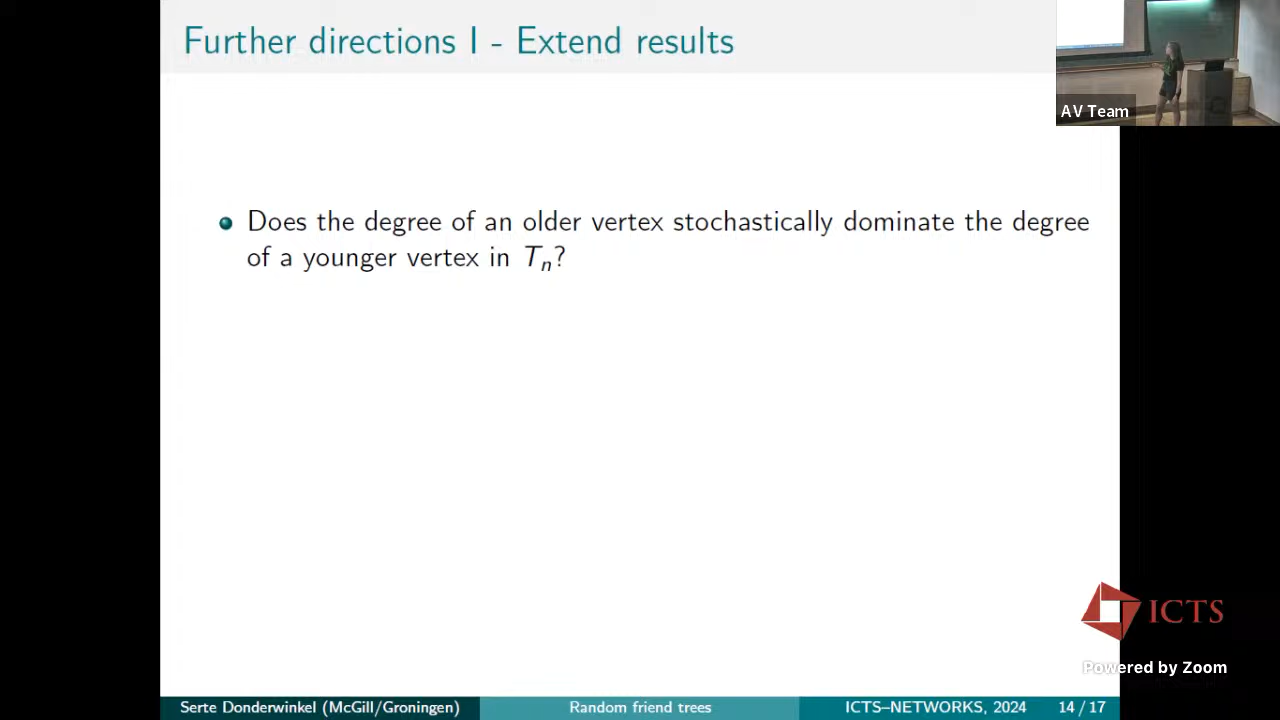 Further directions I - Extend results
AV Team
Does the degree of an older vertex stochastically dominate the degree
of a younger vertex in Tn?
ICTS
Powered by Zoom
Serte Donderwinkel (McGill/Groningen) Random friend trees ICTS–NETWORKS, 2024 14 / 17